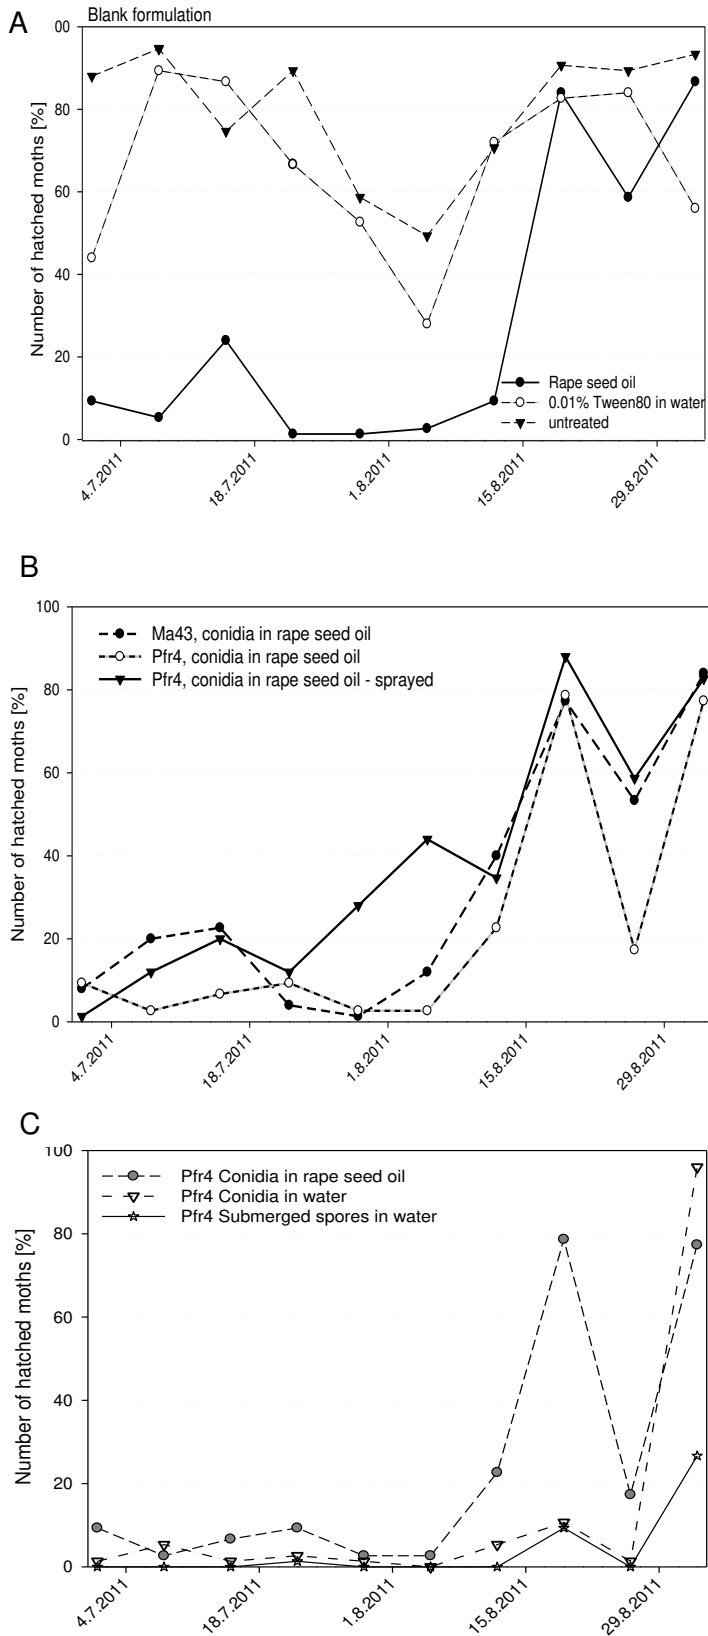 A
Blank formulation
00
80
60
40
20
0
Number of hatched moths [%]
Rape seed oil
0.01% Tween80 in water
untreated
4.7.2011
18.7.2011
1.8.2011
15.8.2011
29.8.2011
B
100
80
60
40
20
0
Number of hatched moths [%]
Ma43, conidia in rape seed oil
Pfr4, conidia in rape seed oil
Pfr4, conidia in rape seed oil - sprayed
4.7.2011
18.7.2011
1.8.2011
15.8.2011
29.8.2011
C
100
80
60
40
20
0
Number of hatched moths [%]
Pfr4 Conidia in rape seed oil
Pfr4 Conidia in water
Pfr4 Submerged spores in water
4.7.2011
18.7.2011
1.8.2011
15.8.2011
29.8.2011